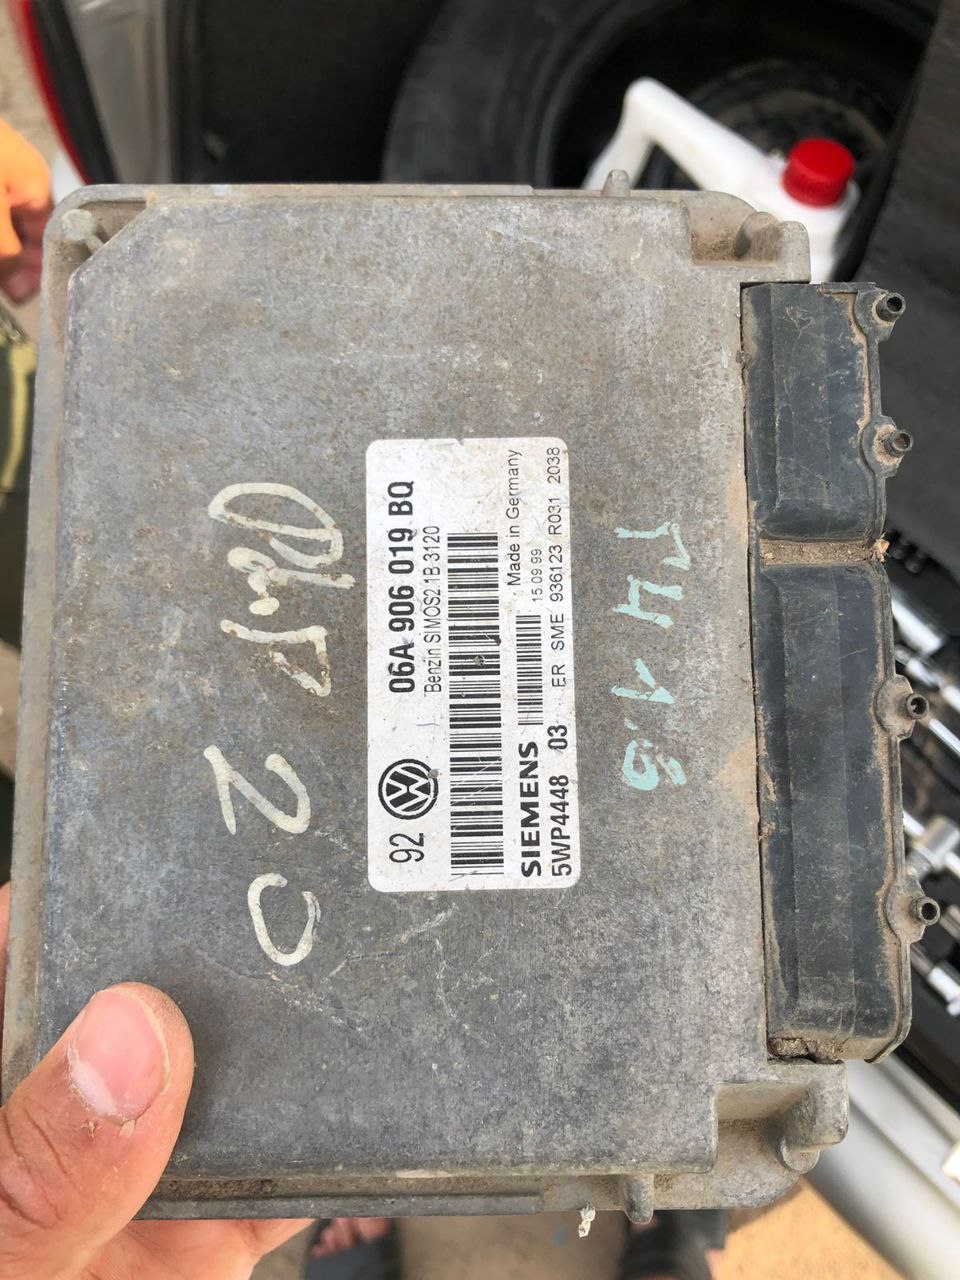 06A 906 019 BQ
Benzin SIMOS2.1B.3120
92
Made in Germany
SIEMENS
15.09.99
5WP4448 03
ER SME 936123 R031 2038
20